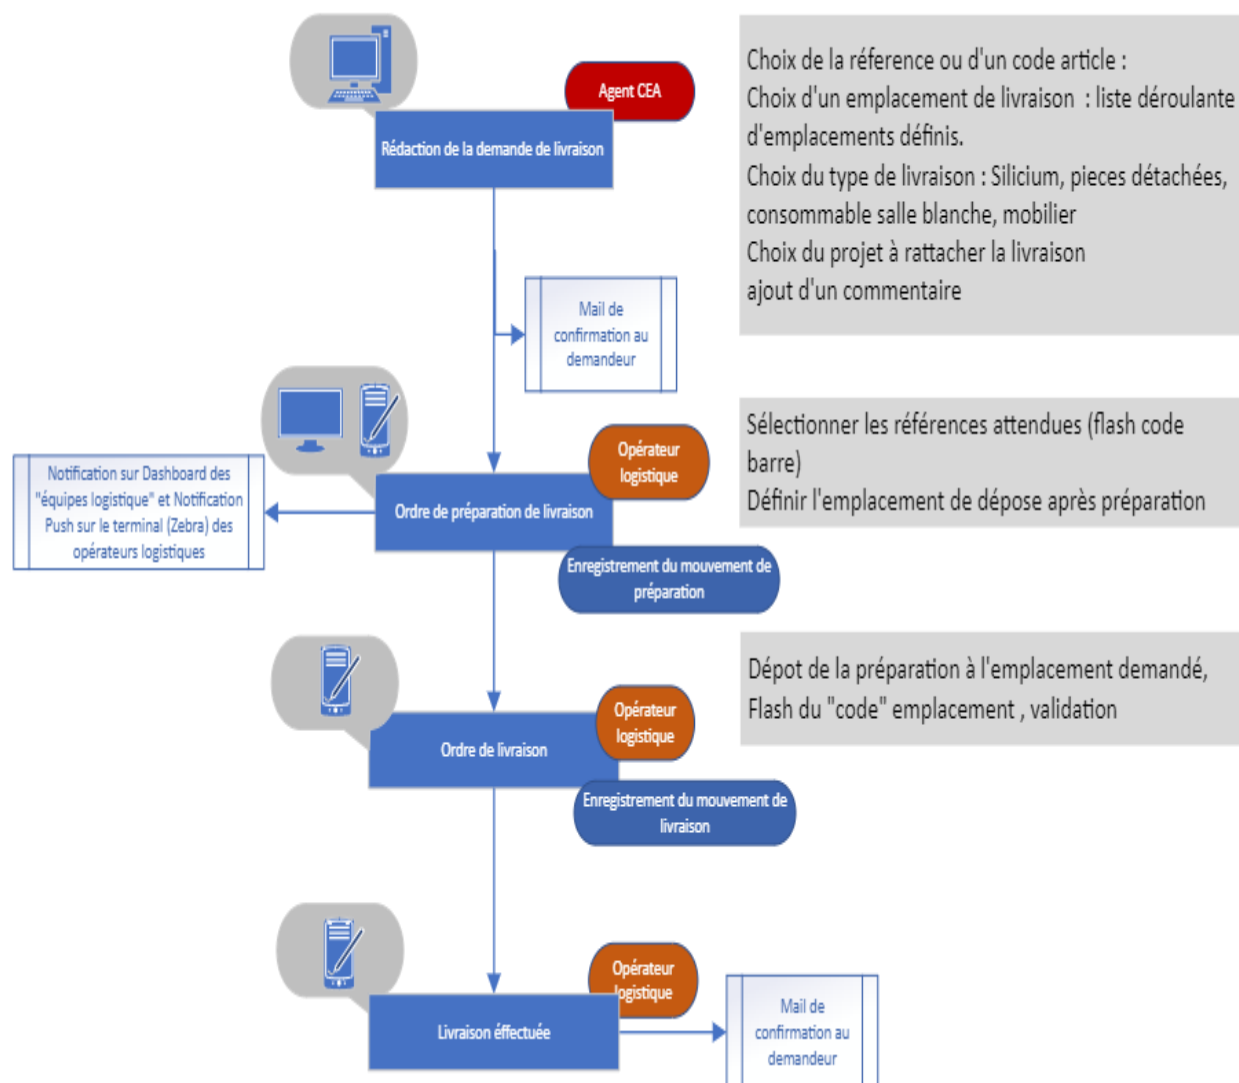 Agent CEA
Rédaction de la demande de livraison
Choix de la réference ou d'un code article :
Choix d'un emplacement de livraison  : liste déroulante
d'emplacements définis.
Choix du type de livraison : Silicium, pieces détachées,
consommable salle blanche, mobilier
Choix du projet à rattacher la livraison
ajout d'un commentaire
Mail de
confirmation au
demandeur
Opérateur
logistique
Ordre de préparation de livraison
Enregistrement du mouvement de
préparation
Notification sur Dashboard des
"équipes logistique" et Notification
Push sur le terminal (Zebra) des
opérateurs logistiques
Sélectionner les références attendues (flash code
barre)
Définir l'emplacement de dépose après préparation
Opérateur
logistique
Ordre de livraison
Enregistrement du mouvement de
livraison
Dépot de la préparation à l'emplacement demandé,
Flash du "code" emplacement , validation
Opérateur
logistique
Livraison éffectuée
Mail de
confirmation au
demandeur